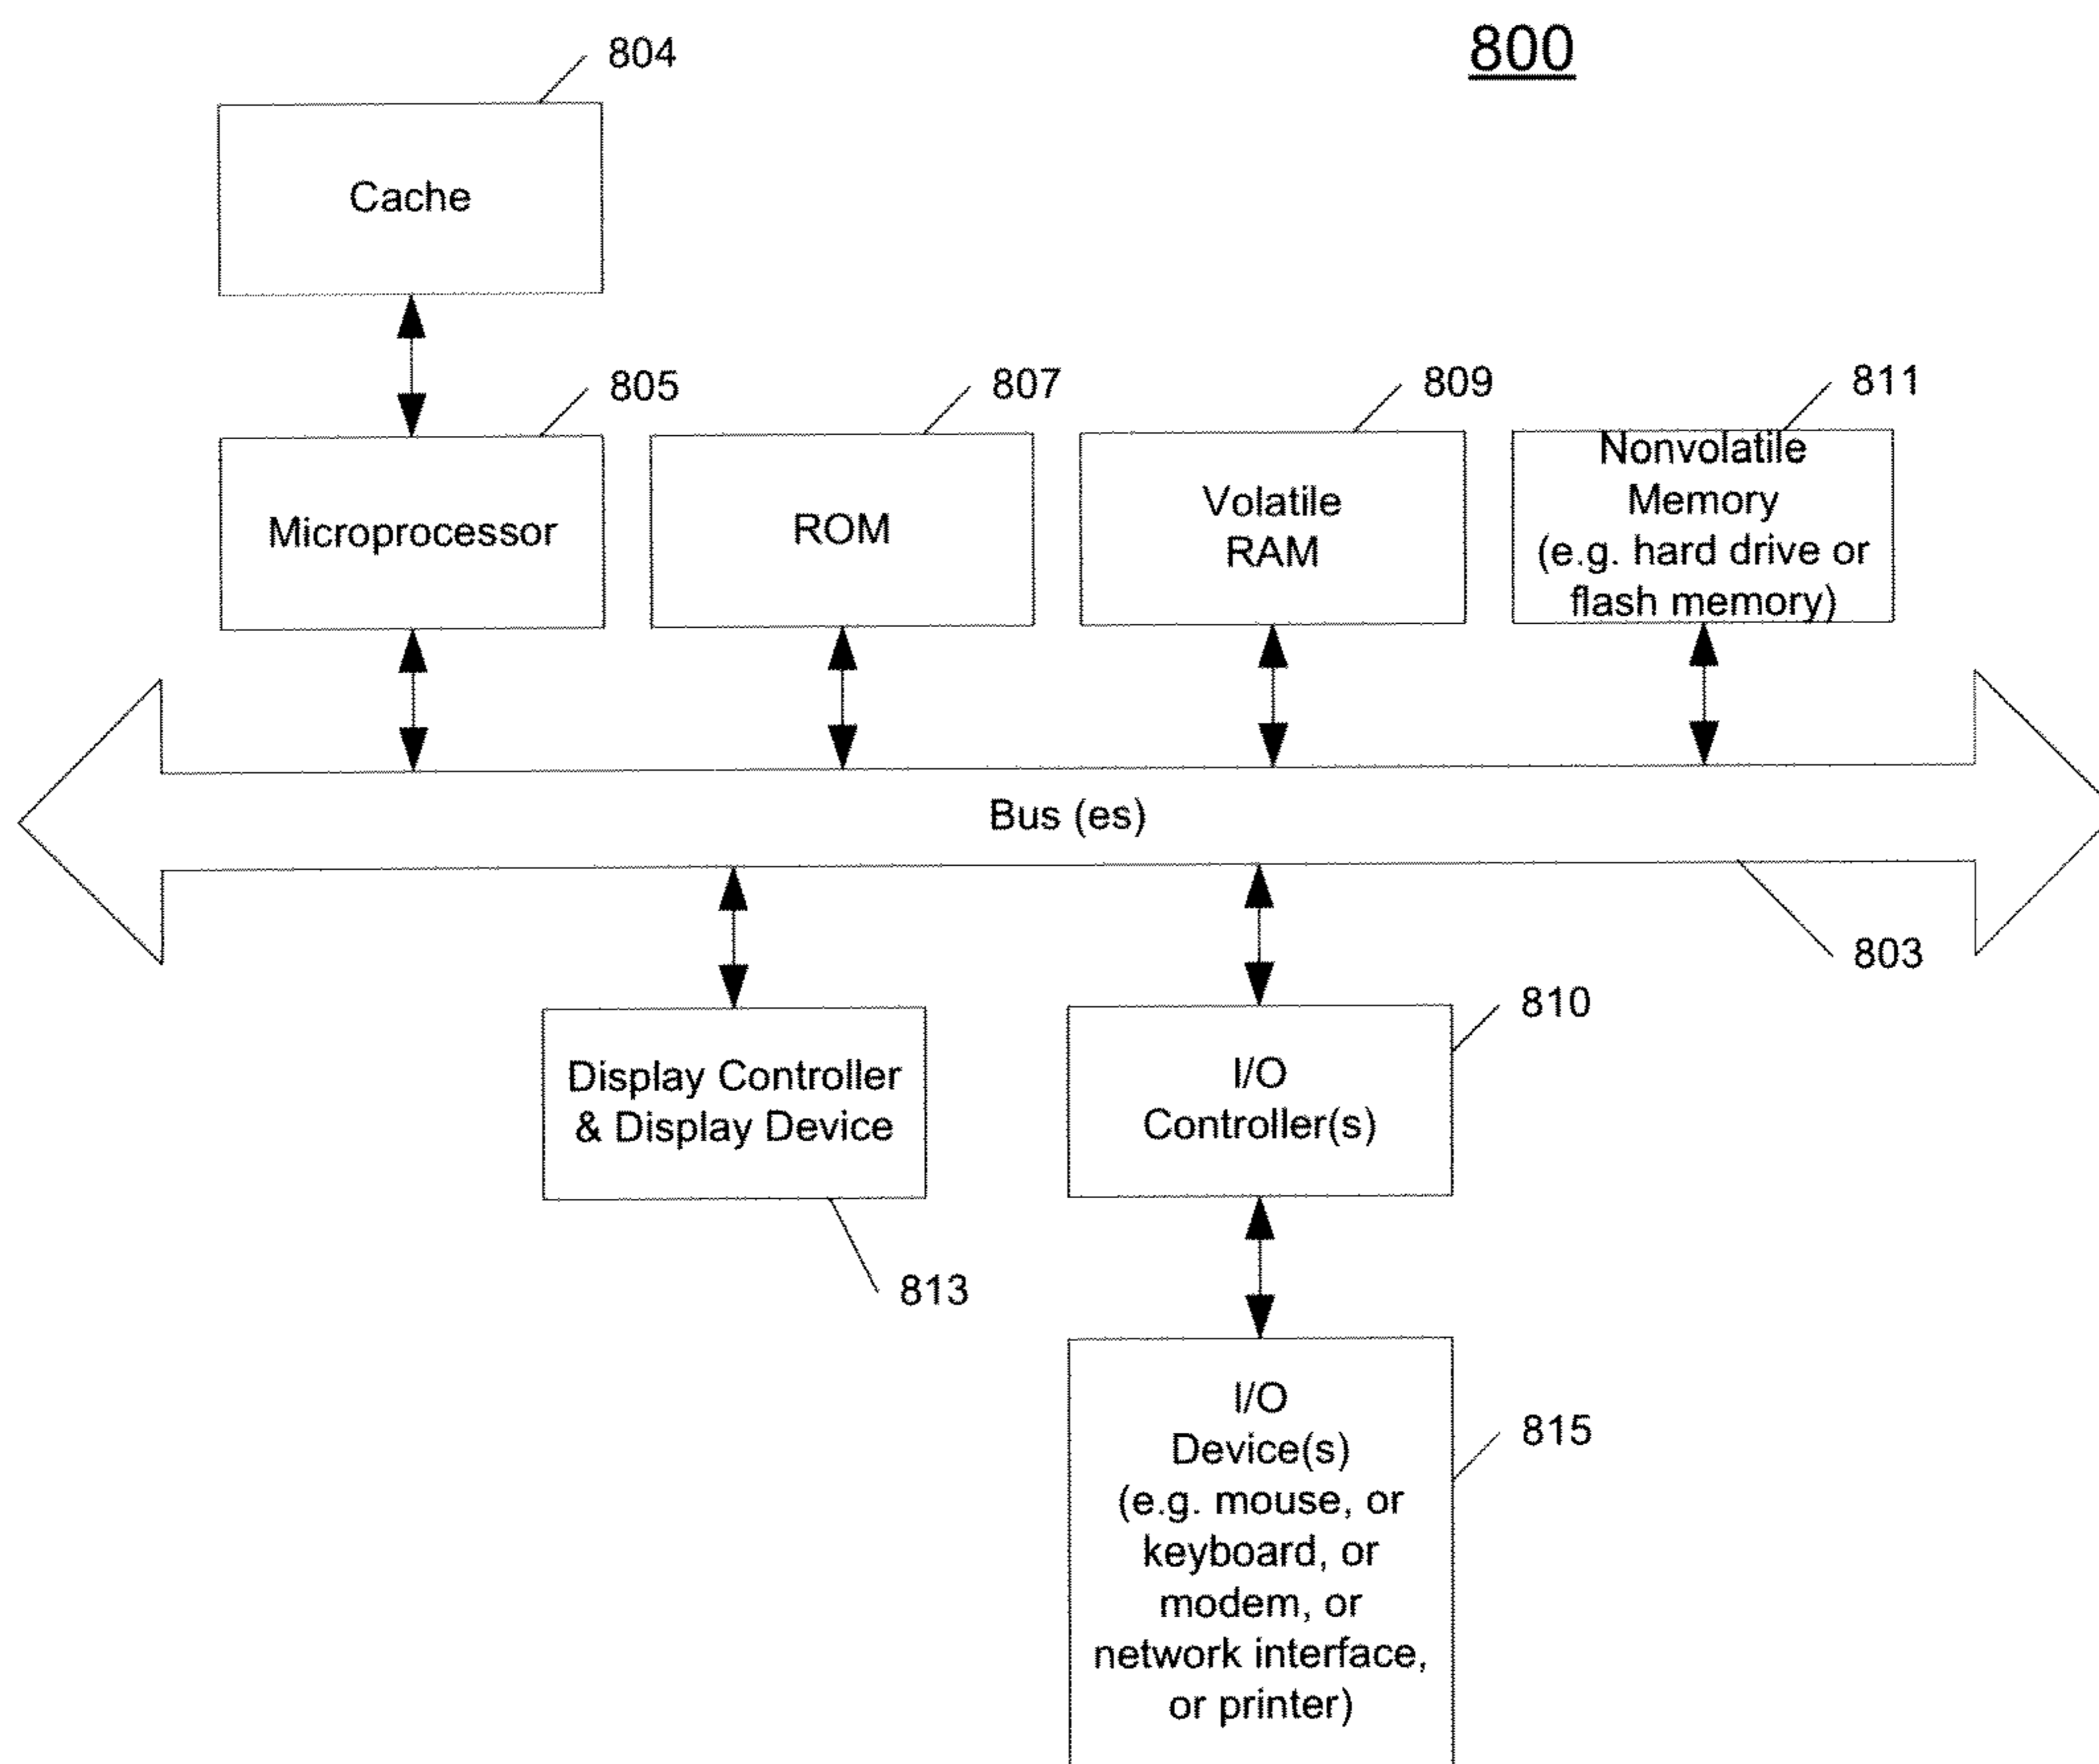 800
804
Cache
805
807
809
811
Microprocessor
ROM
Volatile
RAM
Nonvolatile
Memory
(e.g. hard drive or
flash memory)
Bus (es)
803
Display Controller
& Display Device
813
I/O
Controller(s)
810
I/O
Device(s)
(e.g. mouse, or
keyboard, or
modem, or
network interface,
or printer)
815